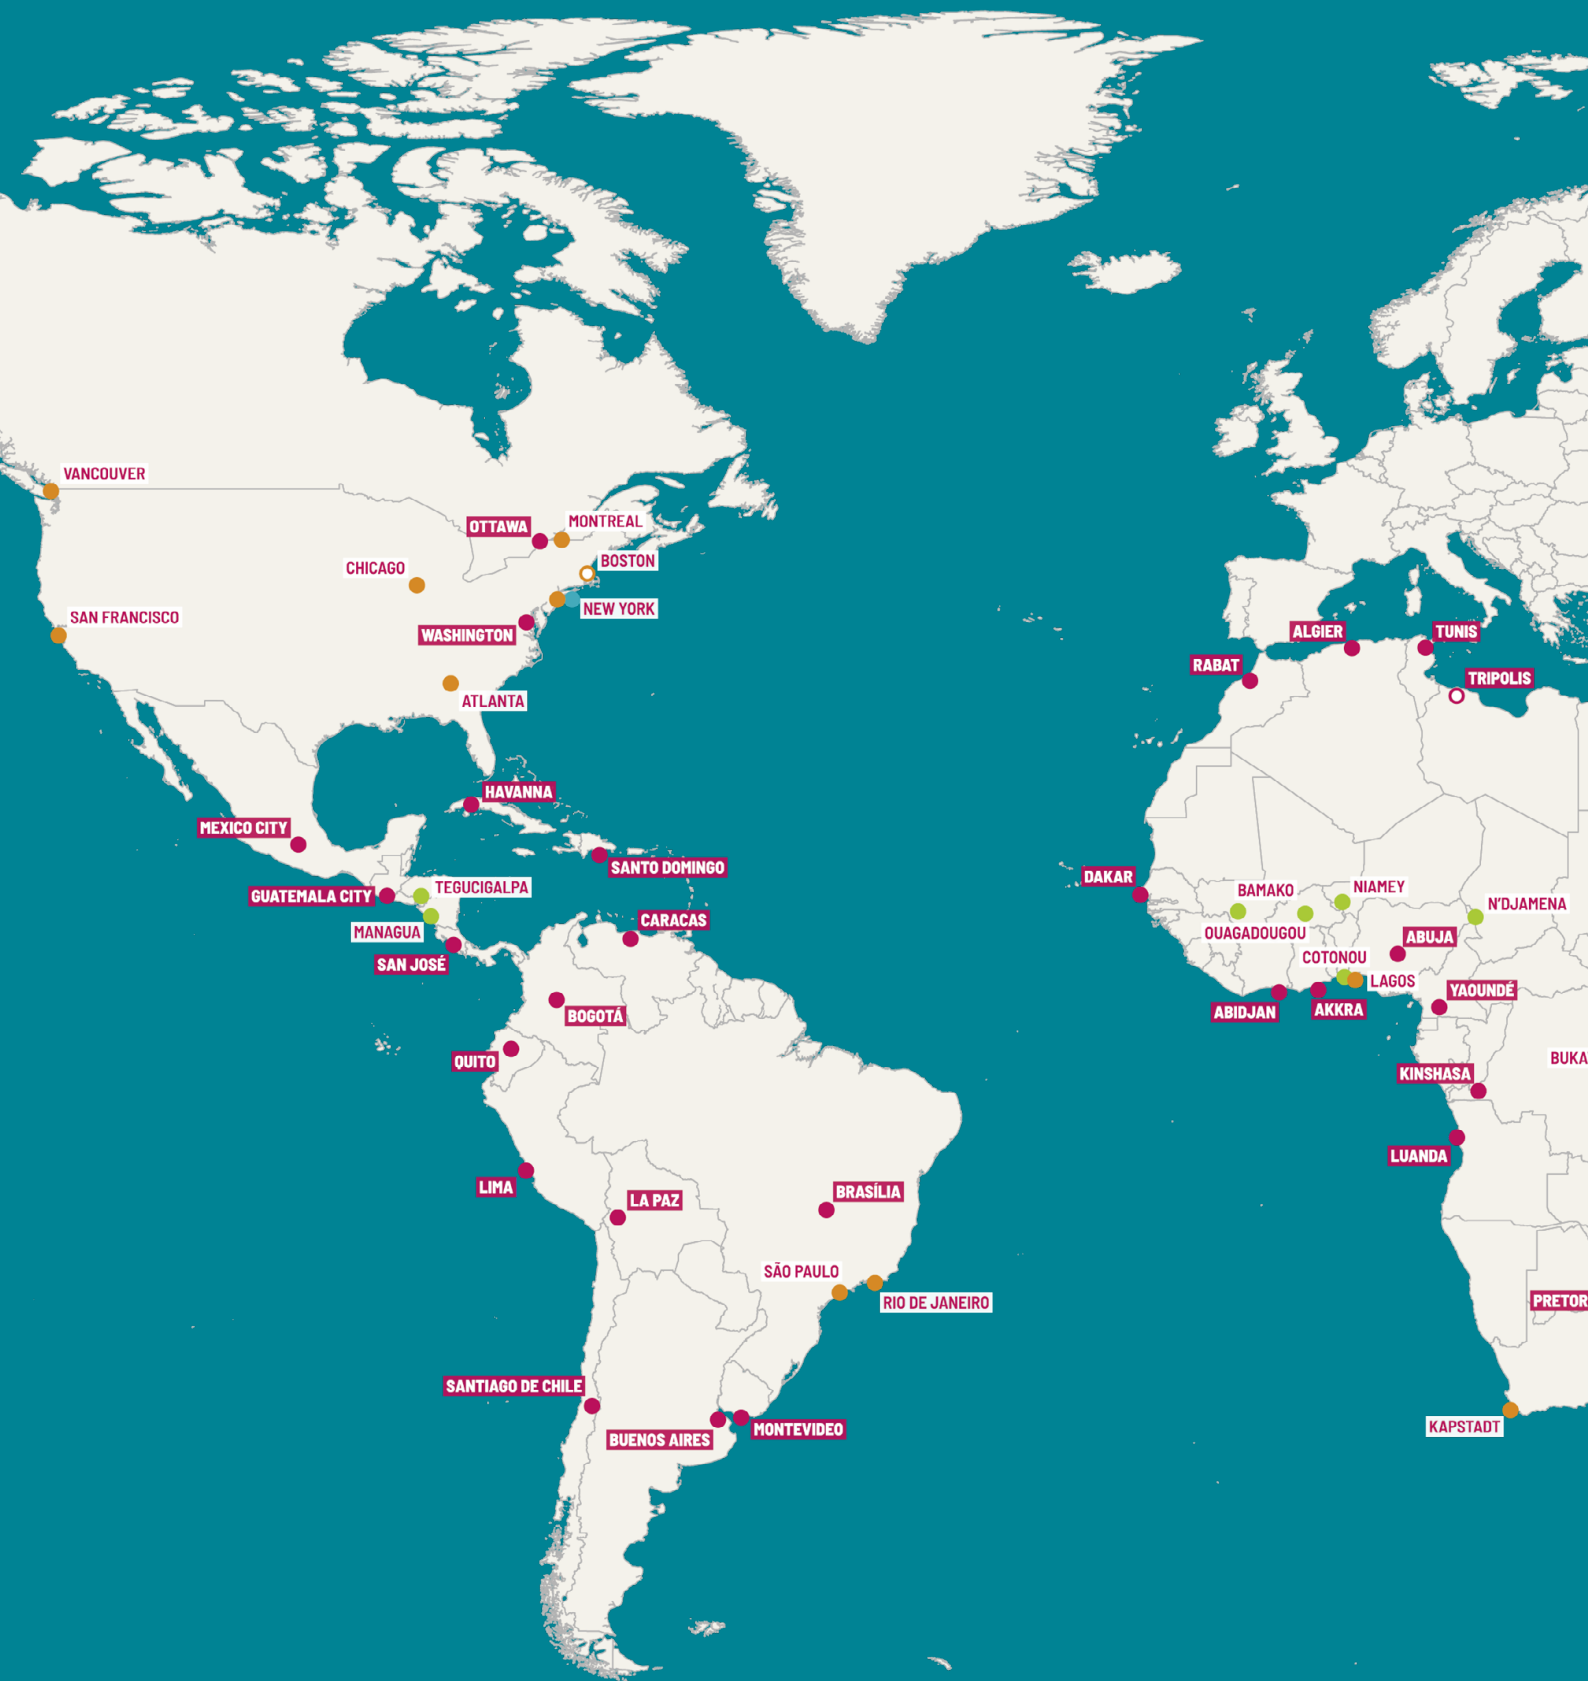 VANCOUVER
OTTAWA
MONTREAL
CHICAGO
BOSTON
NEW YORK
SAN FRANCISCO
WASHINGTON
ATLANTA
ALGIER
TUNIS
RABAT
TRIPOLIS
HAVANNA
MEXICO CITY
SANTO DOMINGO
DAKAR
GUATEMALA CITY
TEGUCIGALPA
BAMAKO
NIAMEY
N'DJAMENA
MANAGUA
CARACAS
OUAGADOUGOU
ABUJA
SAN JOSÉ
COTONOU
LAGOS
YAOUNDÉ
BOGOTÁ
ABIDJAN
AKKRA
QUITO
BUKA
KINSHASA
LUANDA
LIMA
LA PAZ
BRASÍLIA
SÃO PAULO
RIO DE JANEIRO
PRETOR
SANTIAGO DE CHILE
BUENOS AIRES
MONTEVIDEO
KAPSTADT